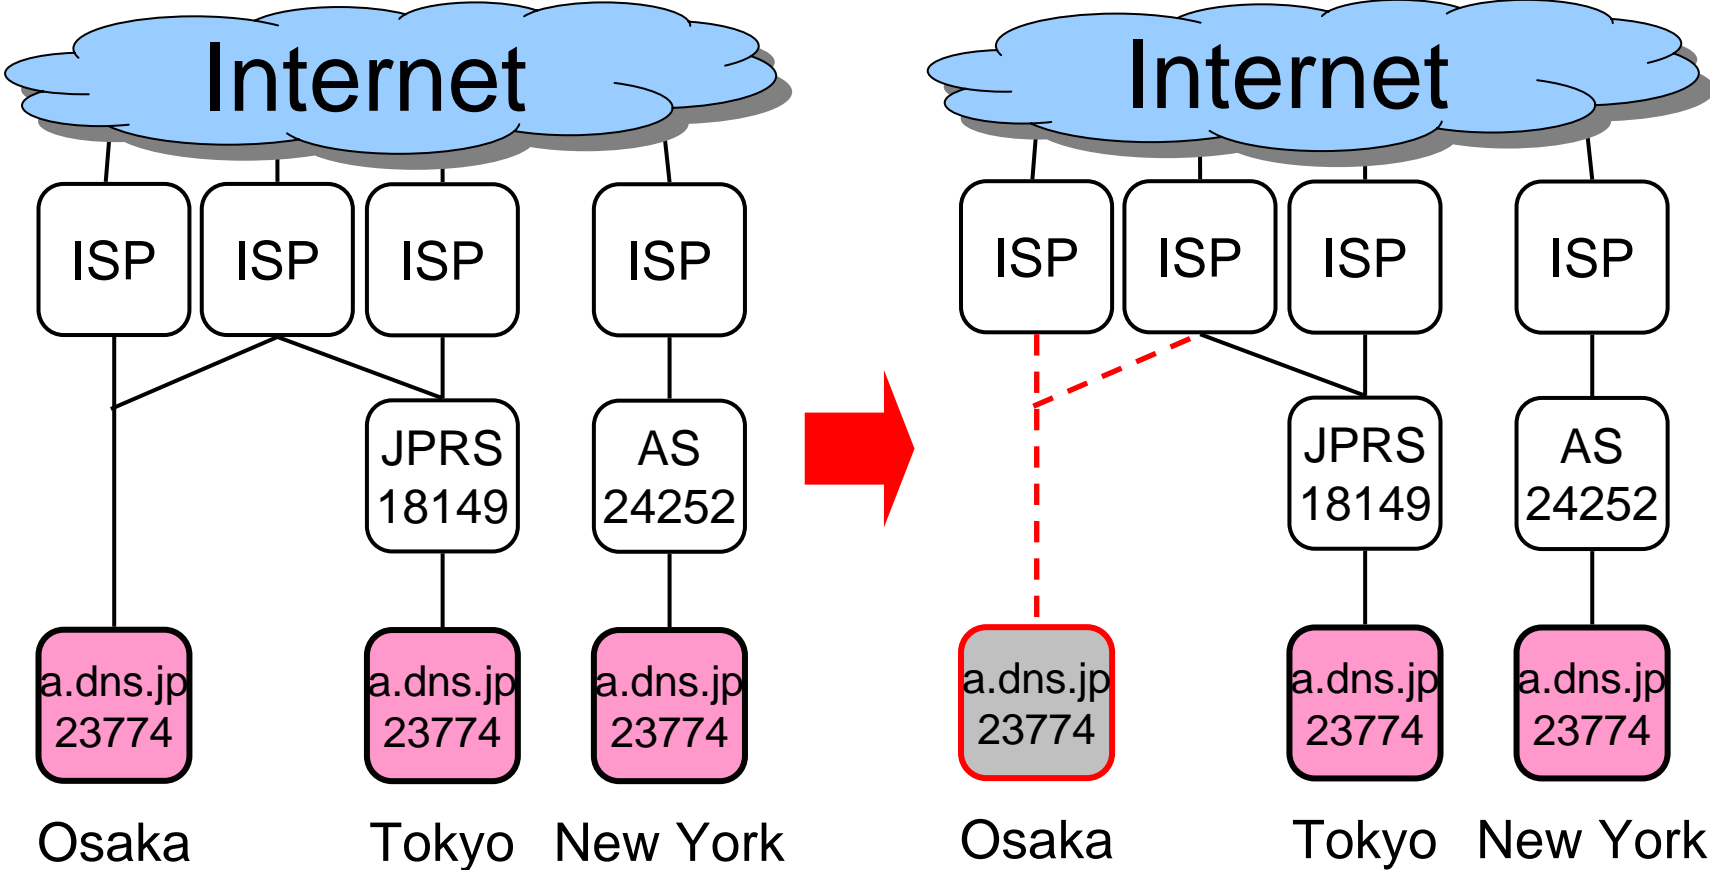 Internet
ISP ISP ISP ISP
JPRS
18149
AS
24252
a.dns.jp
23774
a.dns.jp
23774
a.dns.jp
23774
Osaka Tokyo New York
Internet
ISP ISP ISP ISP
JPRS
18149
AS
24252
a.dns.jp
23774
a.dns.jp
23774
a.dns.jp
23774
Osaka Tokyo New York